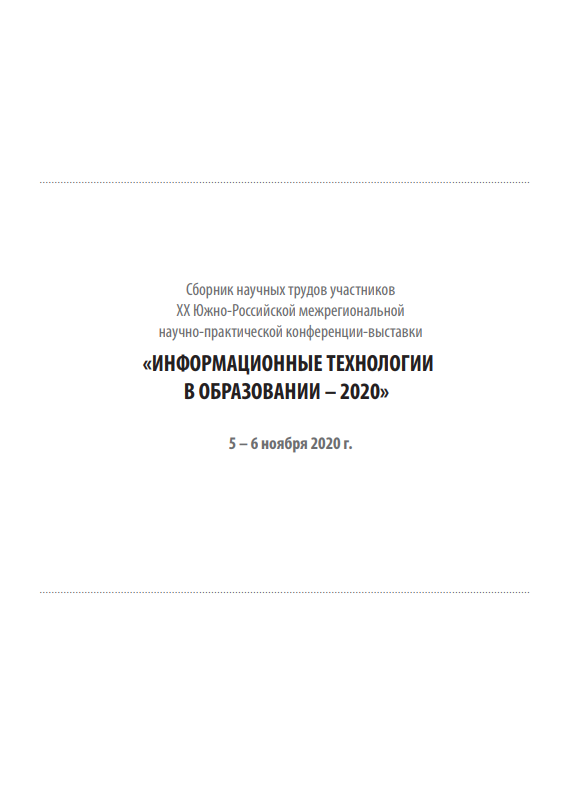 Сборник научных трудов участников
XX Южно-Российской межрегиональной
научно-практической конференции-выставки
«ИНФОРМАЦИОННЫЕ ТЕХНОЛОГИИ
В ОБРАЗОВАНИИ – 2020»
5 – 6 ноября 2020 г.